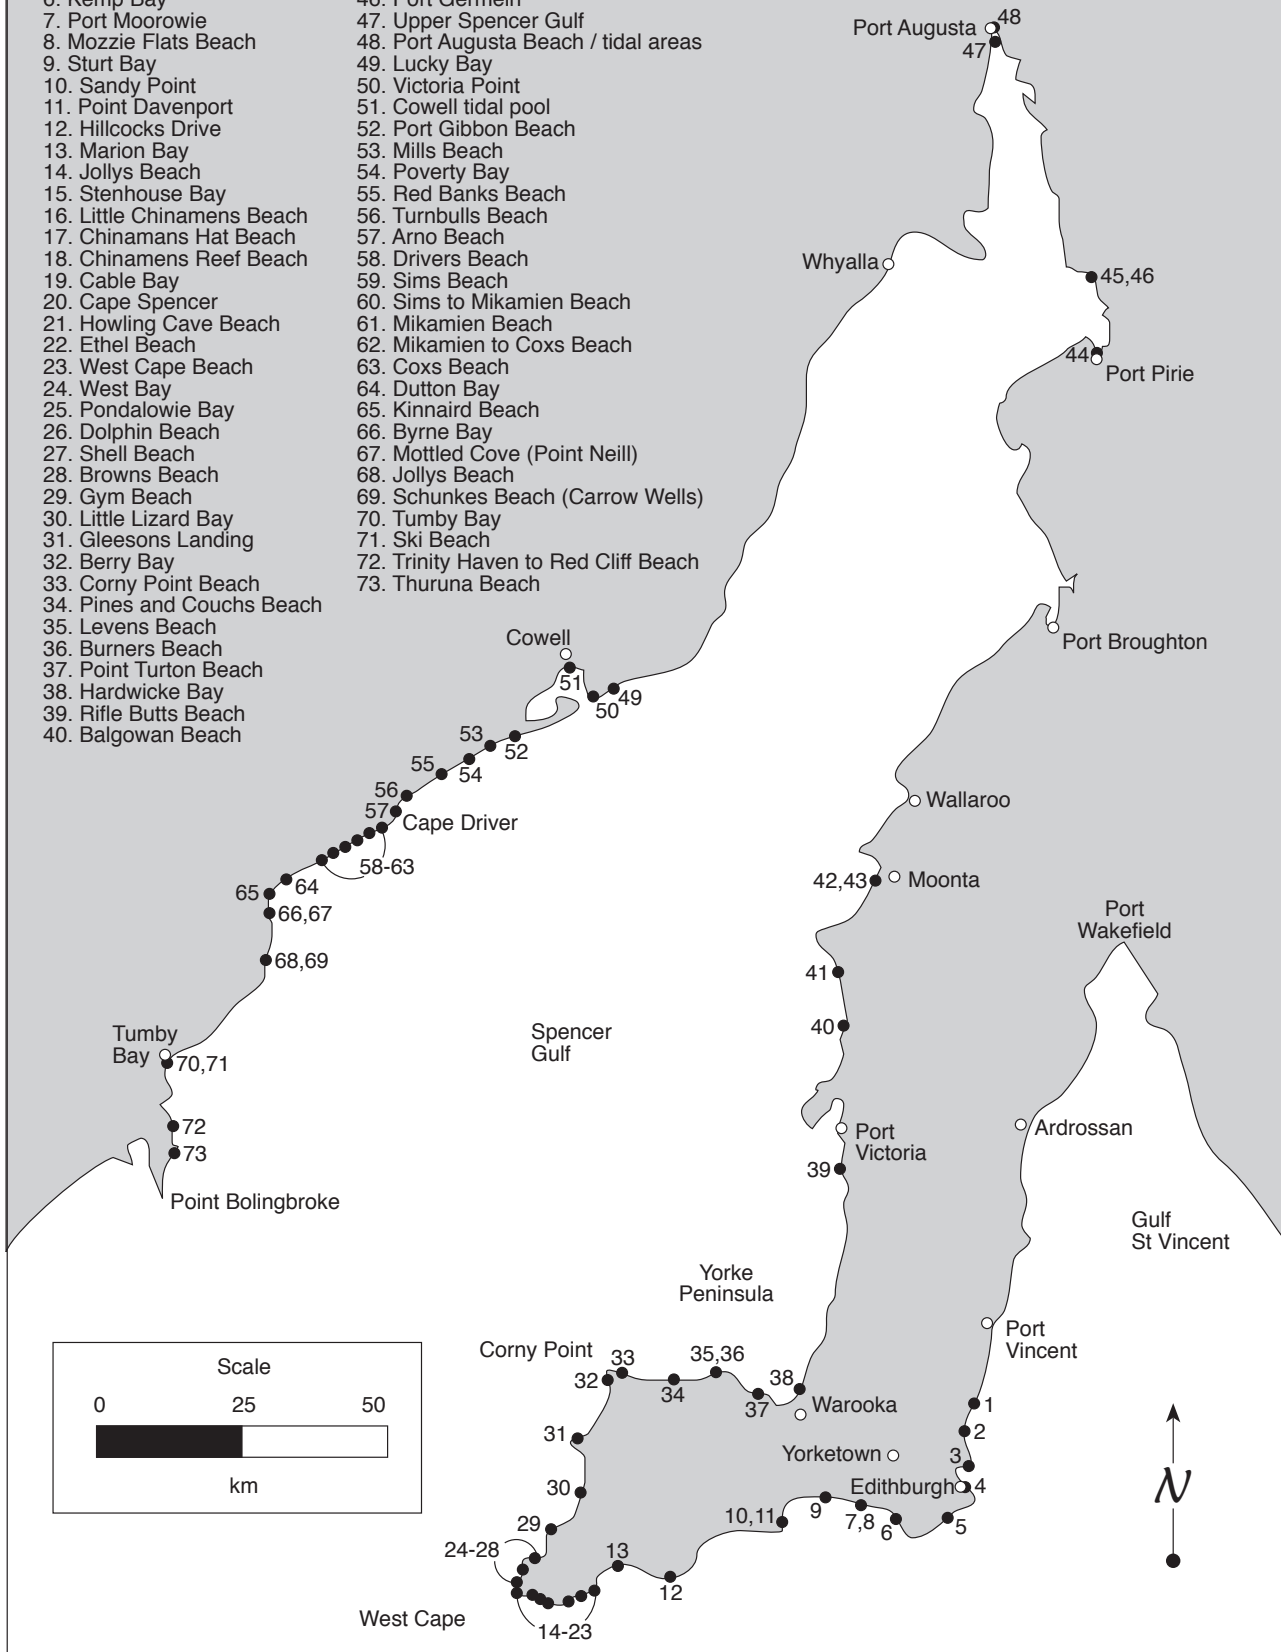 6. Kemp Bay
7. Port Moorowie
8. Mozzie Flats Beach
9. Sturt Bay
10. Sandy Point
11. Point Davenport
12. Hillcocks Drive
13. Marion Bay
14. Jollys Beach
15. Stenhouse Bay
16. Little Chinamens Beach
17. Chinamans Hat Beach
18. Chinamens Reef Beach
19. Cable Bay
20. Cape Spencer
21. Howling Cave Beach
22. Ethel Beach
23. West Cape Beach
24. West Bay
25. Pondalowie Bay
26. Dolphin Beach
27. Shell Beach
28. Browns Beach
29. Gym Beach
30. Little Lizard Bay
31. Gleesons Landing
32. Berry Bay
33. Corny Point Beach
34. Pines and Couchs Beach
35. Levens Beach
36. Burners Beach
37. Point Turton Beach
38. Hardwicke Bay
39. Rifle Butts Beach
40. Balgowan Beach
46. Port Germein
47. Upper Spencer Gulf
48. Port Augusta Beach / tidal areas
49. Lucky Bay
50. Victoria Point
51. Cowell tidal pool
52. Port Gibbon Beach
53. Mills Beach
54. Poverty Bay
55. Red Banks Beach
56. Turnbulls Beach
57. Arno Beach
58. Drivers Beach
59. Sims Beach
60. Sims to Mikamien Beach
61. Mikamien Beach
62. Mikamien to Coxs Beach
63. Coxs Beach
64. Dutton Bay
65. Kinnaird Beach
66. Byrne Bay
67. Mottled Cove (Point Neill)
68. Jollys Beach
69. Schunkes Beach (Carrow Wells)
70. Tumby Bay
71. Ski Beach
72. Trinity Haven to Red Cliff Beach
73. Thuruna Beach
48
Port Augusta
47
Whyalla
45,46
44
Port Pirie
Cowell
Port Broughton
51
49
50
53
52
55
54
56
57
Cape Driver
Wallaroo
58-63
64
65
66,67
42,43
Moonta
Port
Wakefield
68,69
41
40
Spencer
Gulf
Tumby
Bay
70,71
72
73
Point Bolingbroke
Port
Victoria
39
Ardrossan
Gulf
St Vincent
Yorke
Peninsula
Port
Vincent
Corny Point
33
35,36
32
34
38
37
Warooka
1
2
31
Yorketown
3
Edithburgh
4
30
9
10,11
7,8
6
5
29
24-28
13
12
West Cape
14-23
Scale
0
25
50
km
N